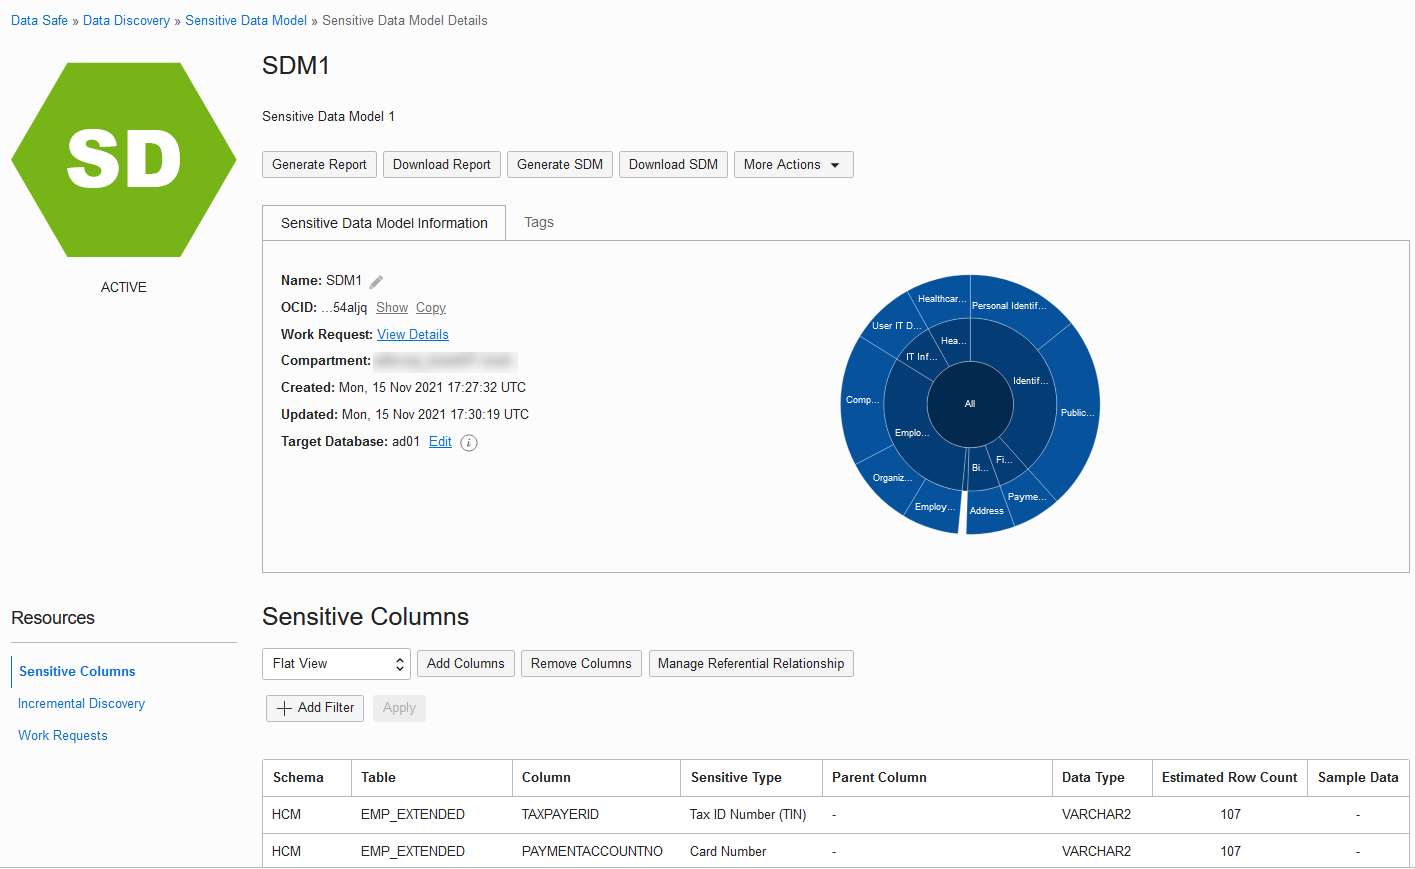 Data Safe » Data Discovery » Sensitive Data Model » Sensitive Data Model Details
SD
ACTIVE
SDM1
Sensitive Data Model 1
Generate Report Download Report Generate SDM Download SDM More Actions
Sensitive Data Model Information Tags
Name: SDM1
OCID: ...54aljq Show Copy
Work Request: View Details
Compartment:
Created: Mon, 15 Nov 2021 17:27:32 UTC
Updated: Mon, 15 Nov 2021 17:30:19 UTC
Target Database: ad01 Edit i
Healthcar...
Personal Identif...
User IT D...
Hea...
IT Inf...
Identif...
Comp...
All
Public...
Emplo...
Fi...
Bi...
Organiz...
Payme...
Employ...
Address
Resources
Sensitive Columns
Incremental Discovery
Work Requests
Sensitive Columns
Flat View Add Columns Remove Columns Manage Referential Relationship
+ Add Filter Apply
Schema Table Column Sensitive Type Parent Column Data Type Estimated Row Count Sample Data
HCM EMP_EXTENDED TAXPAYERID Tax ID Number (TIN) - VARCHAR2 107 -
HCM EMP_EXTENDED PAYMENTACCOUNTNO Card Number - VARCHAR2 107 -